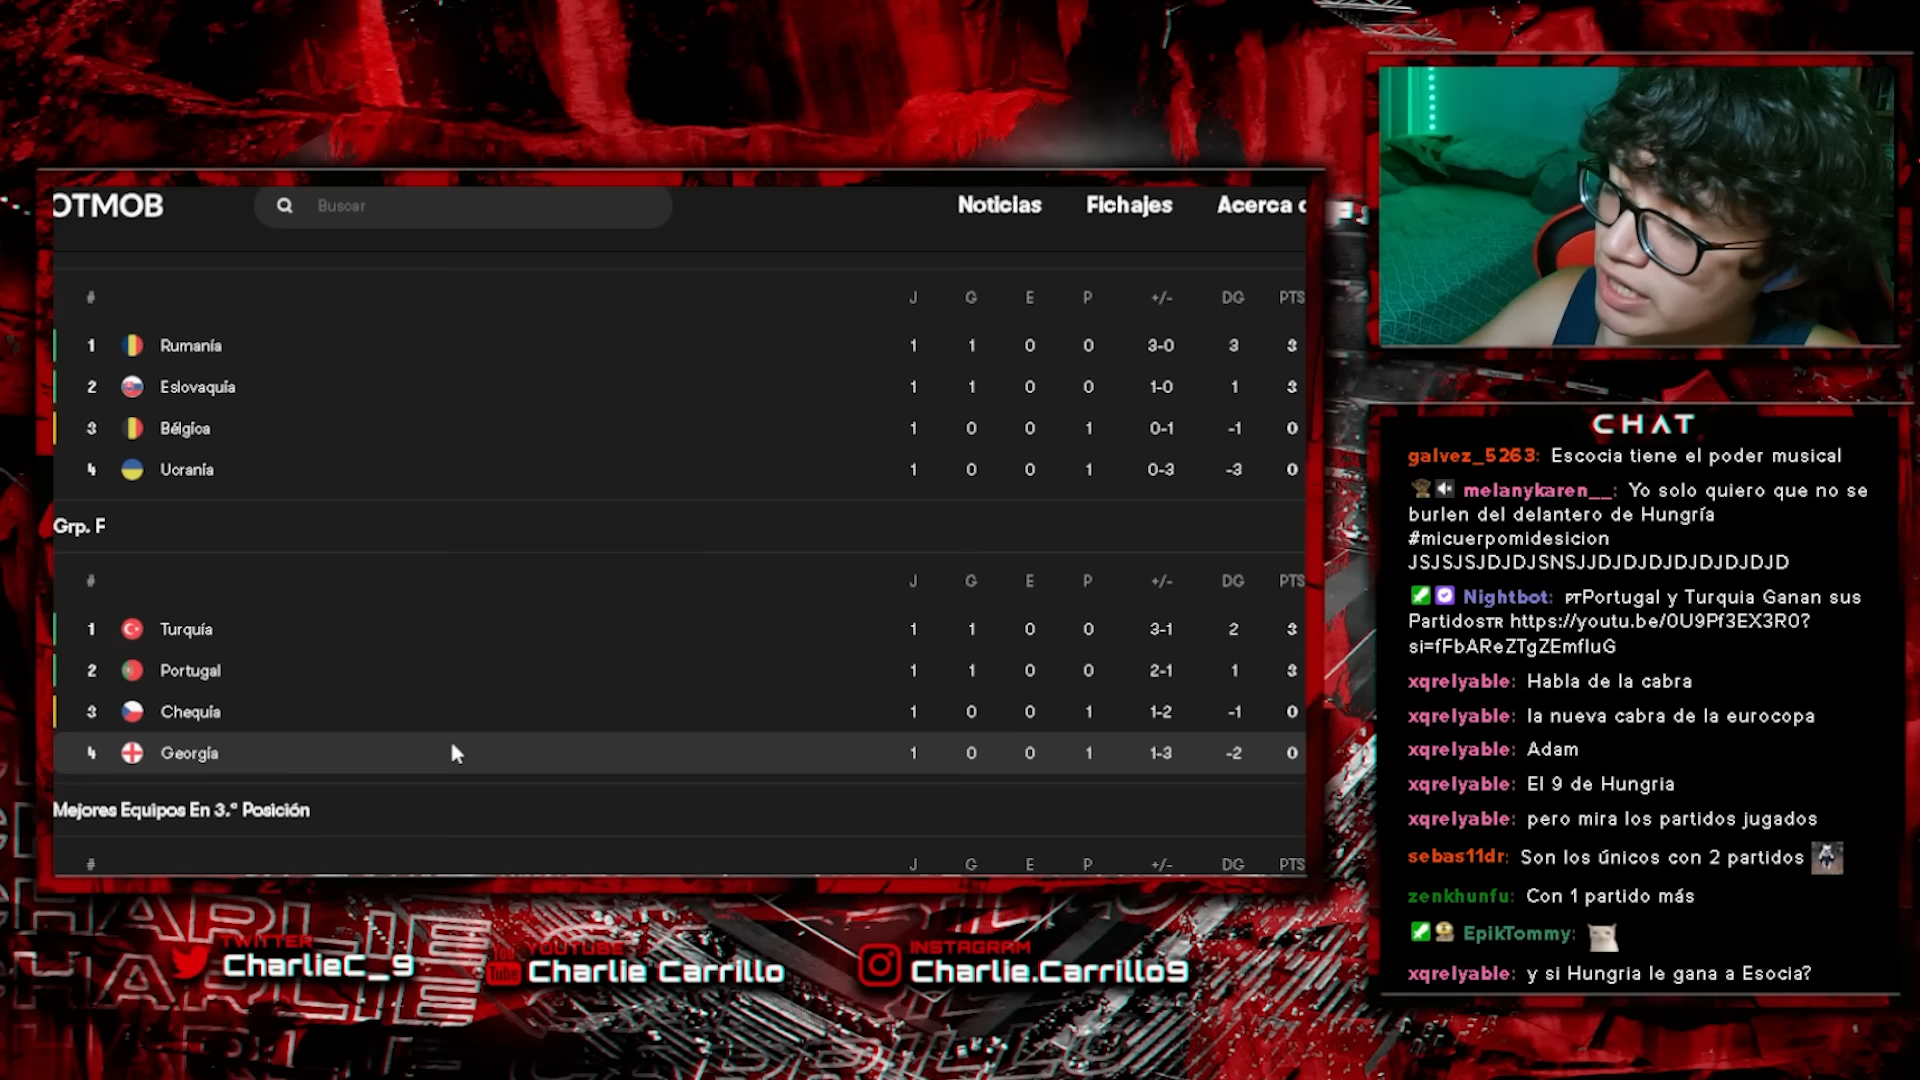 OTMOB
Buscar
Noticias
Fichajes
Acerca
# J G E P +/- DG PTS
1 Rumanía 1 1 0 0 3-0 3 3
2 Eslovaquia 1 1 0 0 1-0 1 3
3 Bélgica 1 0 0 1 0-1 -1 0
4 Ucrania 1 0 0 1 0-3 -3 0
Grp. F
# J G E P +/- DG PTS
1 Turquía 1 1 0 0 3-1 2 3
2 Portugal 1 1 0 0 2-1 1 3
3 Chequia 1 0 0 1 1-2 -1 0
4 Georgia 1 0 0 1 1-3 -2 0
Mejores Equipos En 3.ª Posición
# J G E P +/- DG PTS
TWITTER
CharlieC_9
YOUTUBE
Charlie Carrillo
INSTAGRAM
Charlie.Carrillo9
CHAT
galvez_5263: Escocia tiene el poder musical
melanykaren__: Yo solo quiero que no se
burlen del delantero de Hungría
#micuerpomidesicion
JSJSJSJDJDJSNSJJDJDJDJDJDJDJDJD
Nightbot: PTPortugal y Turquia Ganan sus
PartidosTR https://youtu.be/0U9Pf3EX3R0?
si=fFbAReZTgZEmfIuG
xqrelyable: Habla de la cabra
xqrelyable: la nueva cabra de la eurocopa
xqrelyable: Adam
xqrelyable: El 9 de Hungria
xqrelyable: pero mira los partidos jugados
sebas11dr: Son los únicos con 2 partidos
zenkhunfu: Con 1 partido más
EpikTommy:
xqrelyable: y si Hungria le gana a Esocia?